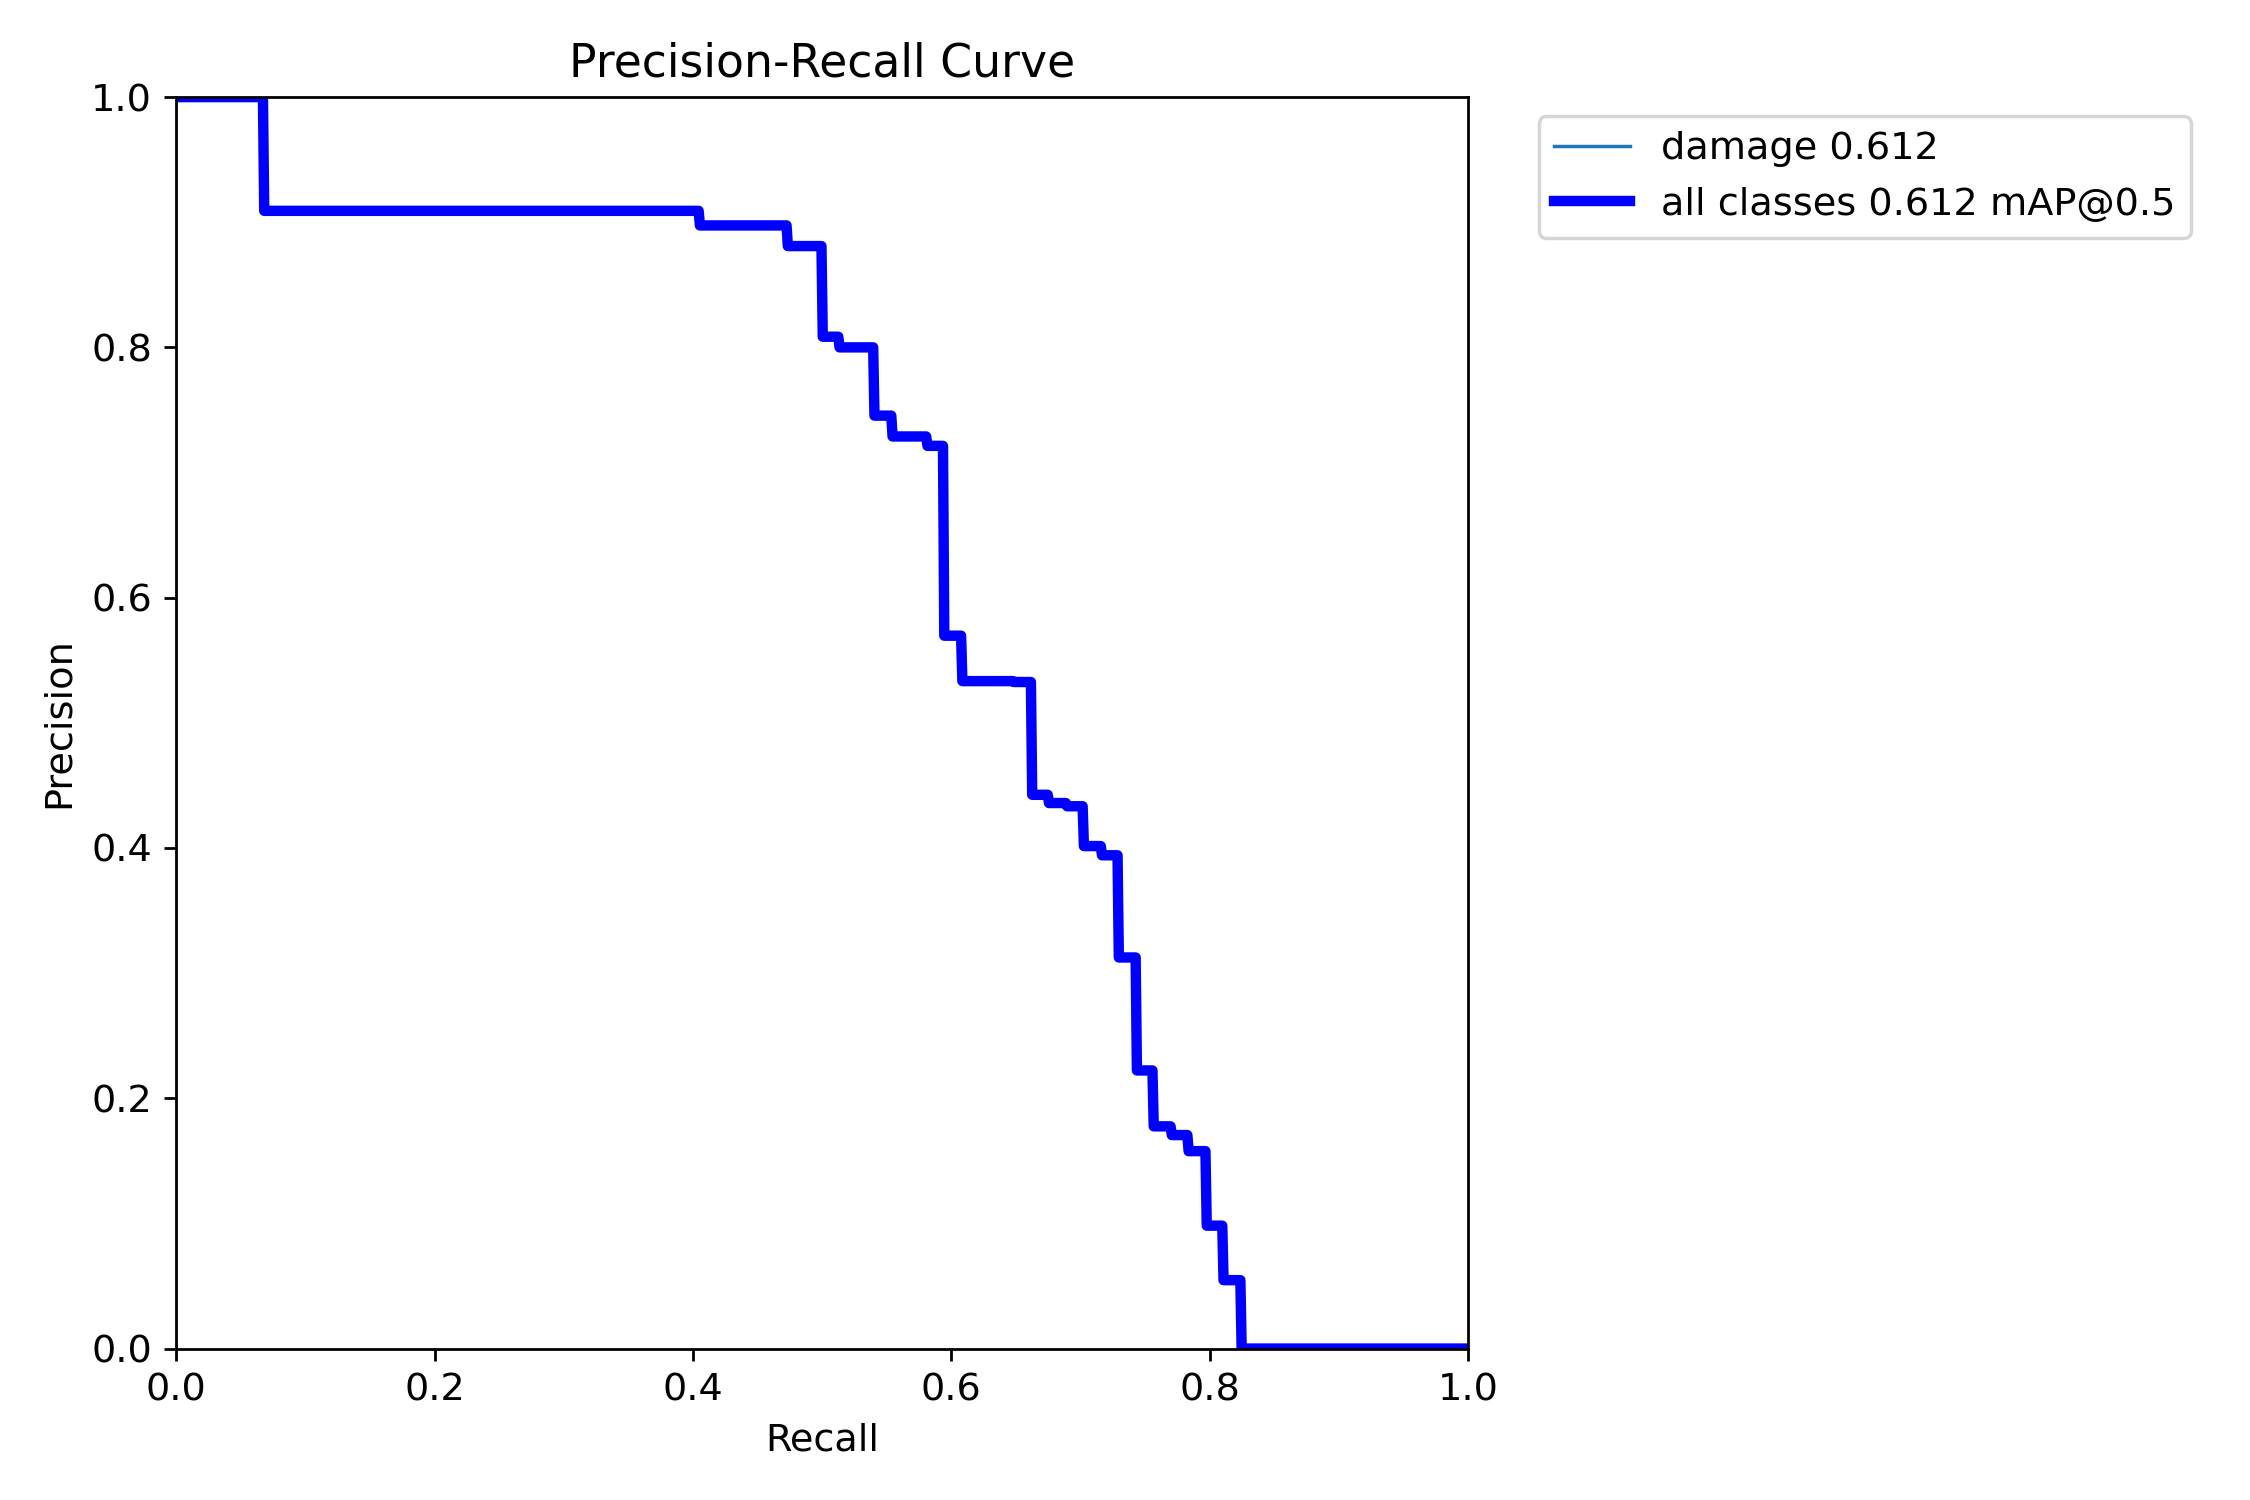 Precision-Recall Curve
1.0
0.8
0.6
0.4
0.2
0.0
Precision
0.0 0.2 0.4 0.6 0.8 1.0
Recall
damage 0.612
all classes 0.612 mAP@0.5